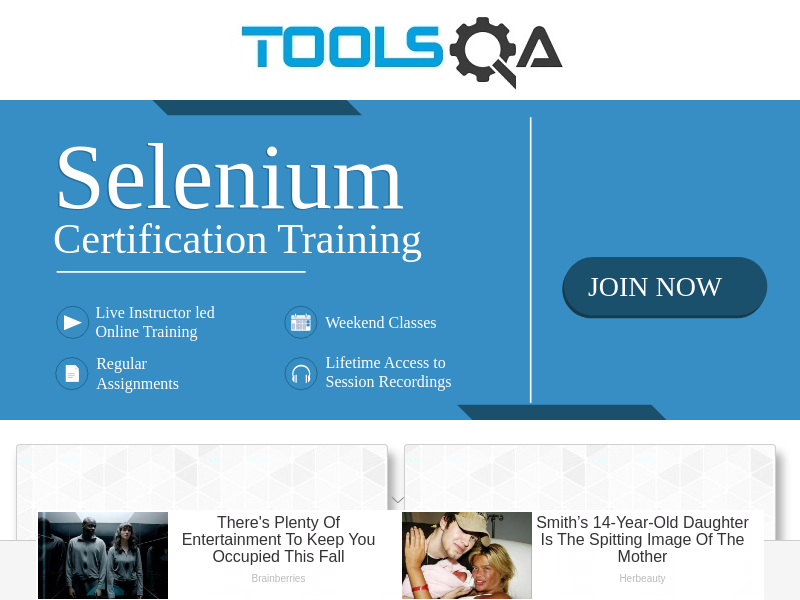 TOOLSQA
Selenium
Certification Training
JOIN NOW
Live Instructor led
Online Training
Weekend Classes
Regular
Assignments
Lifetime Access to
Session Recordings
There's Plenty Of
Entertainment To Keep You
Occupied This Fall
Brainberries
Smith's 14-Year-Old Daughter
Is The Spitting Image Of The
Mother
Herbeauty